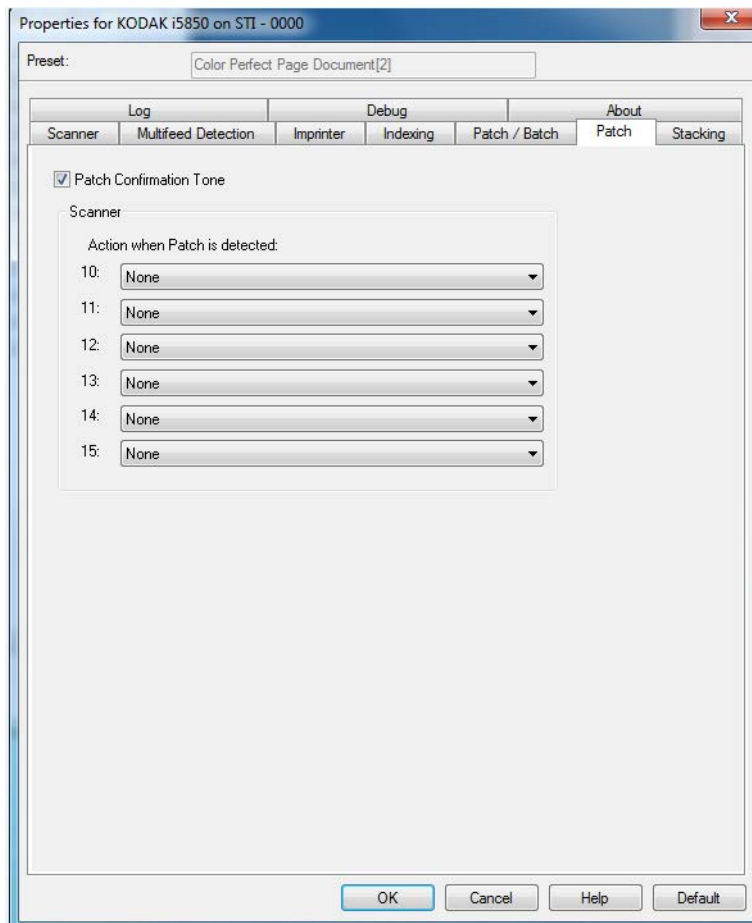 Properties for KODAK i5850 on STI - 0000
Preset: Color Perfect Page Document[2]
Log Debug About
Scanner Multifeed Detection Imprinter Indexing Patch / Batch Patch Stacking
Patch Confirmation Tone
Scanner
Action when Patch is detected:
10: None
11: None
12: None
13: None
14: None
15: None
OK Cancel Help Default